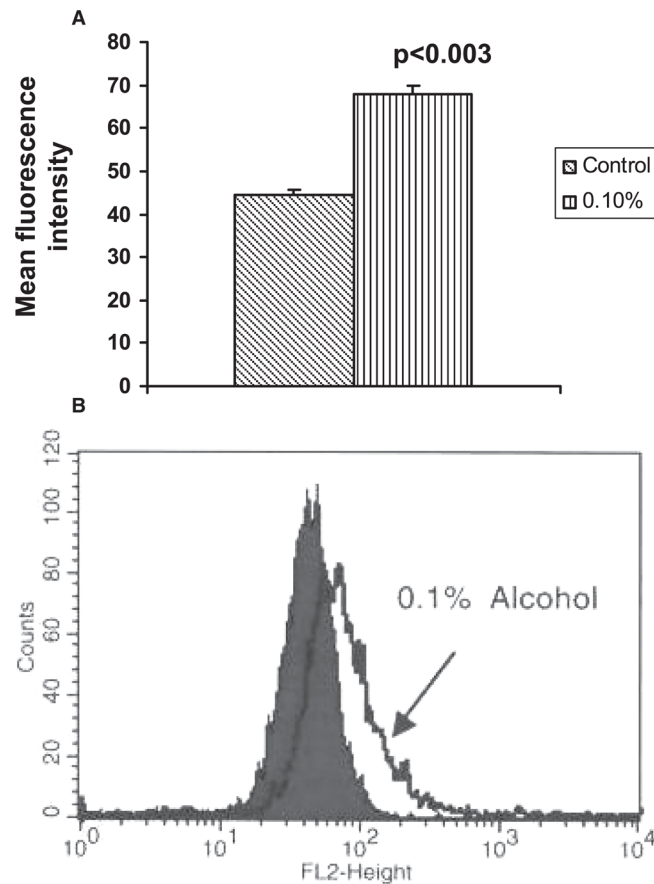 A
Mean fluorescence
intensity
80
70
60
50
40
30
20
10
0
p<0.003
Control
0.10%
B
Counts
120
100
80
60
40
20
0
0.1% Alcohol
10^0
10^1
10^2
10^3
10^4
FL2-Height